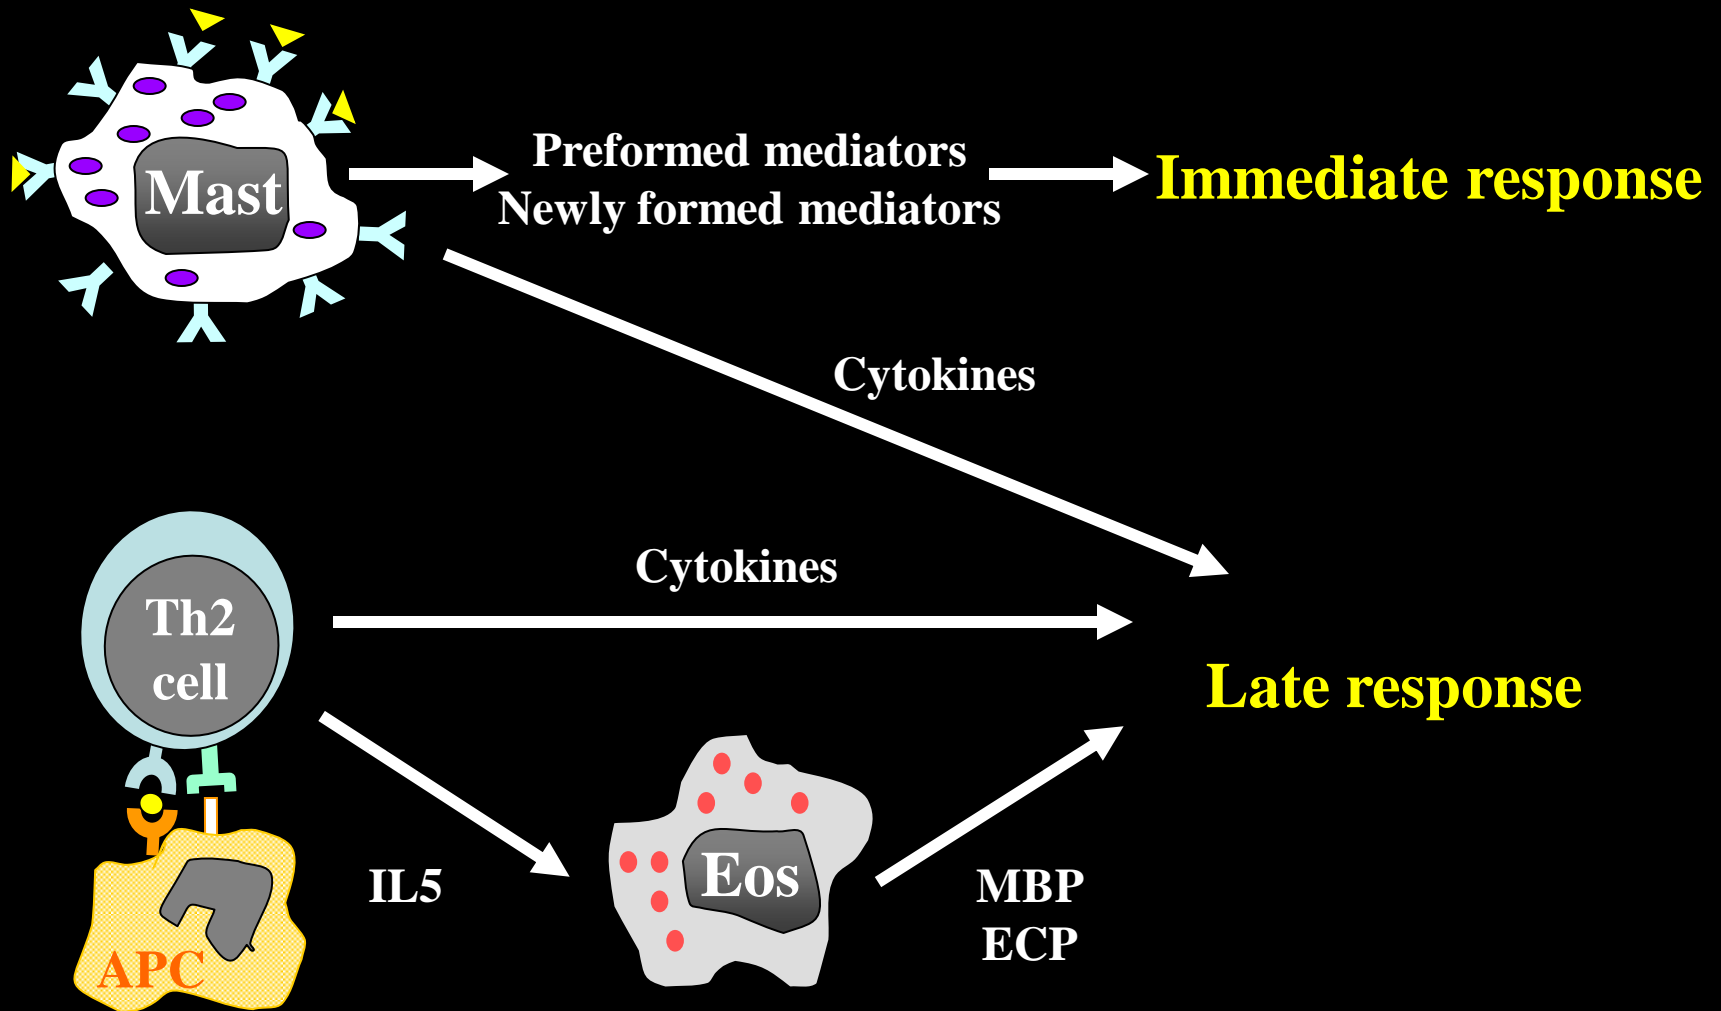 Mast
Preformed mediators
Newly formed mediators
Immediate response
Cytokines
Cytokines
Th2
cell
Late response
IL5
Eos
MBP
ECP
APC